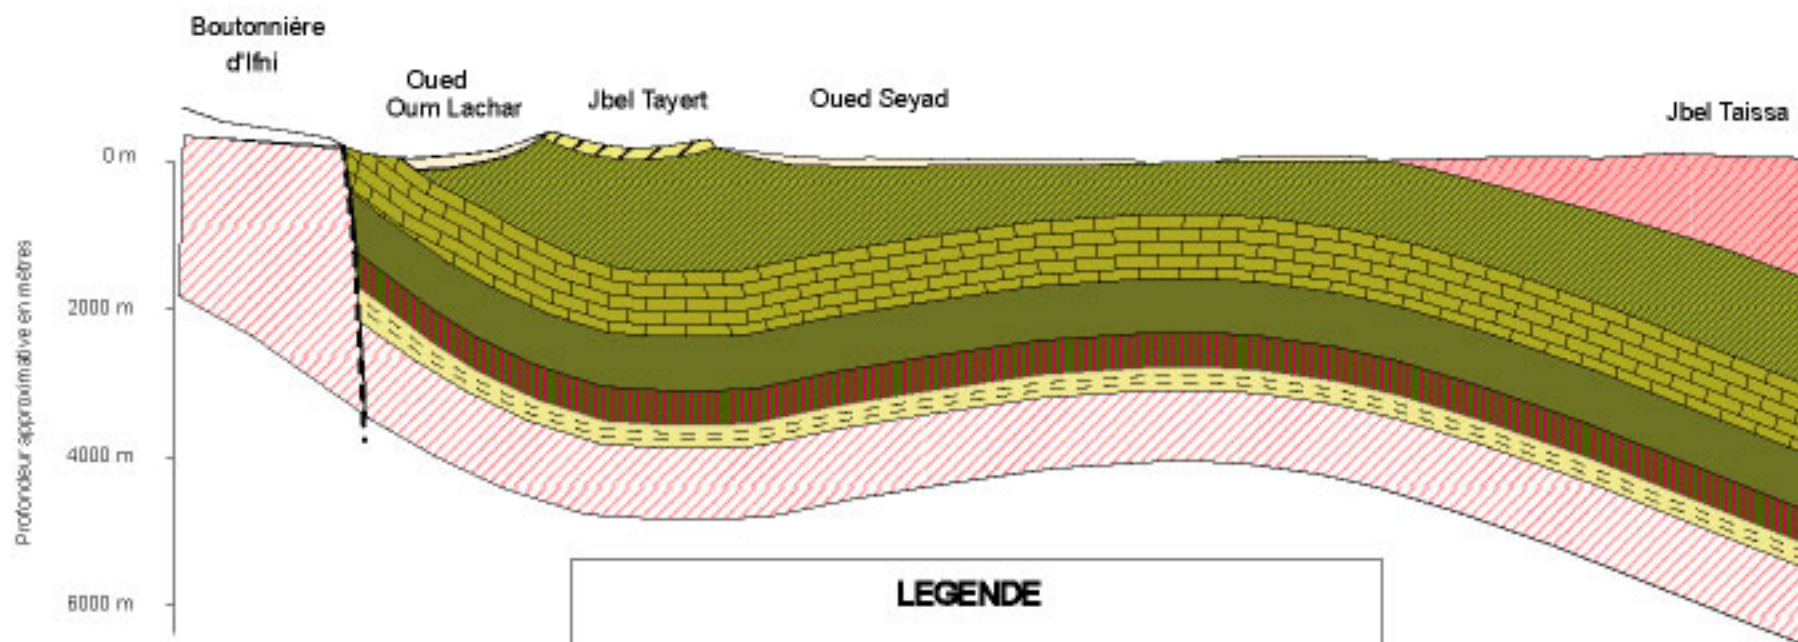 Boutonnière
d'Ifni
Oued
Oum Lachar
Jbel Tayert
Oued Seyad
Jbel Taissa
0 m
2000 m
4000 m
6000 m
Profondeur approximative en mètres
LEGENDE